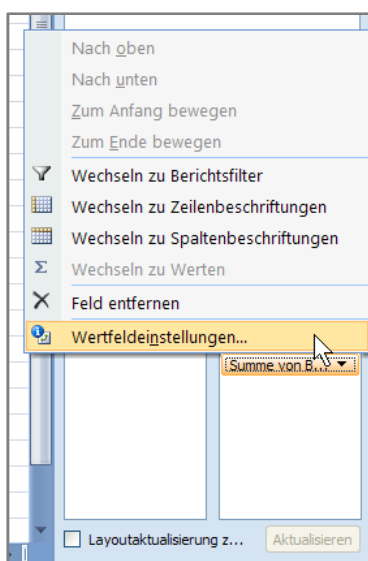 Nach oben
Nach unten
Zum Anfang bewegen
Zum Ende bewegen
Wechseln zu Berichtsfilter
Wechseln zu Zeilenbeschriftungen
Wechseln zu Spaltenbeschriftungen
Σ Wechseln zu Werten
Feld entfernen
Wertfeldeinstellungen...
Summe von B...
Layoutaktualisierung z...
Aktualisieren